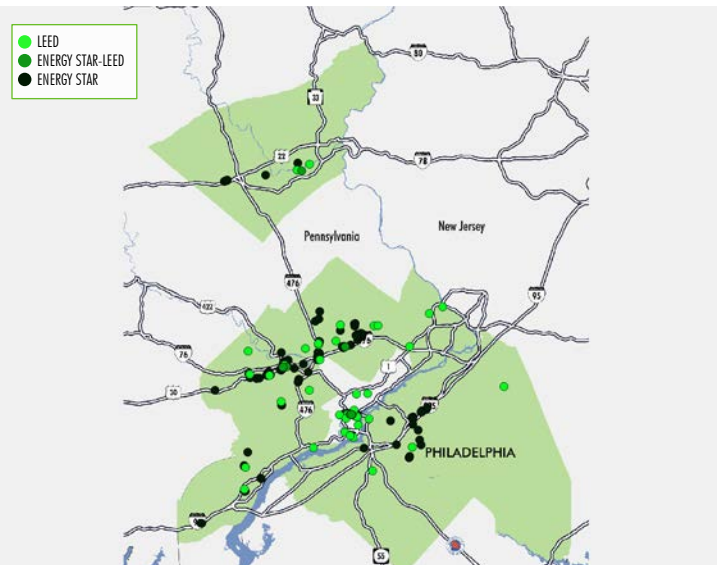 LEED
ENERGY STAR-LEED
ENERGY STAR
80
33
22
78
Pennsylvania
New Jersey
476
95
422
76
76
1
30
476
PHILADELPHIA
55